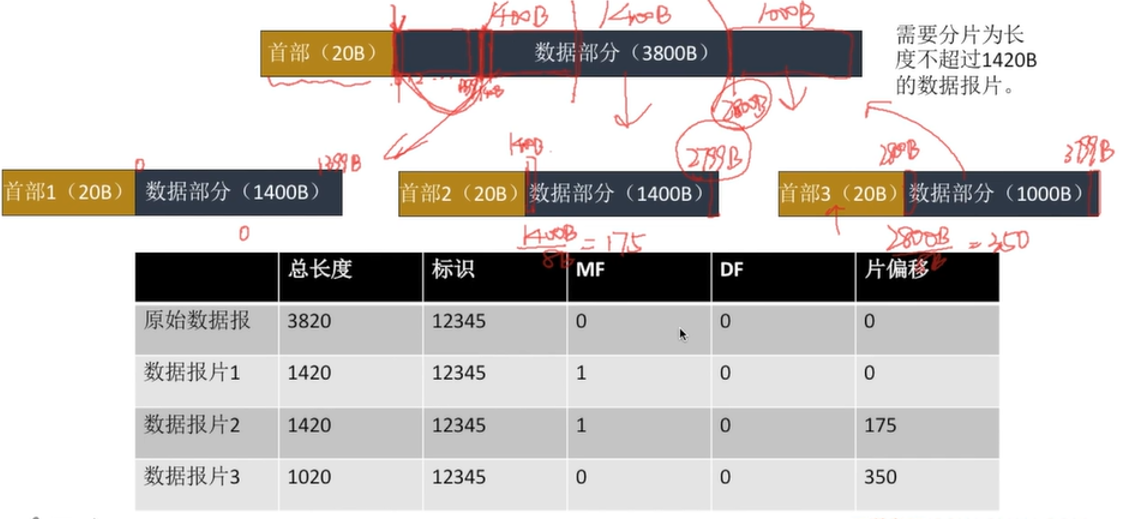 1400B 1400B 1000B
首部（20B） 数据部分（3800B）
需要分片为长
度不超过1420B
的数据报片。
2800B
0 1399B 1400B 2799B 2800B 3799B
首部1（20B） 数据部分（1400B） 首部2（20B） 数据部分（1400B） 首部3（20B） 数据部分（1000B）
0 1400B/8B = 175 2800B/8B = 350
总长度 标识 MF DF 片偏移
原始数据报 3820 12345 0 0 0
数据报片1 1420 12345 1 0 0
数据报片2 1420 12345 1 0 175
数据报片3 1020 12345 0 0 350